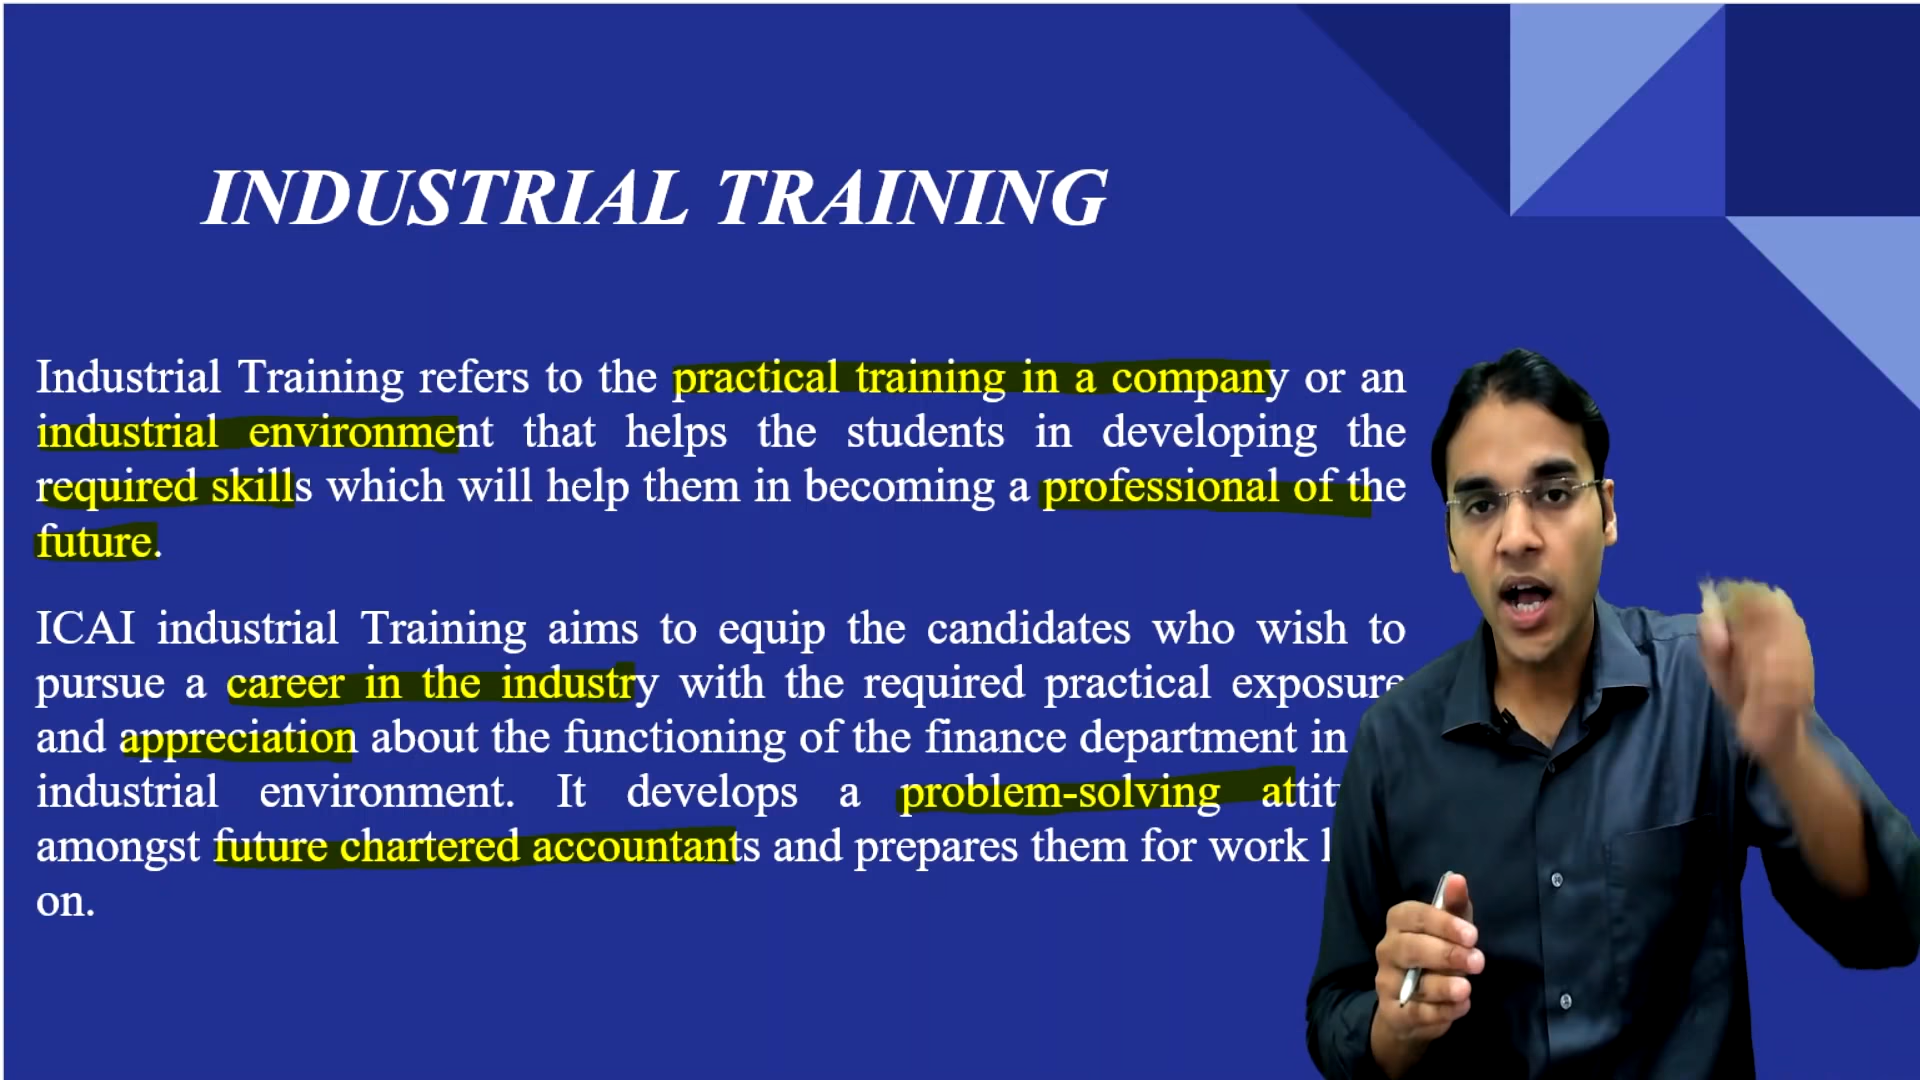 INDUSTRIAL TRAINING
Industrial Training refers to the practical training in a company or an
industrial environment that helps the students in developing the
required skills which will help them in becoming a professional of the
future.
ICAI industrial Training aims to equip the candidates who wish to
pursue a career in the industry with the required practical exposure
and appreciation about the functioning of the finance department in
industrial environment. It develops a problem-solving
amongst future chartered accountants and prepares them for work
on.